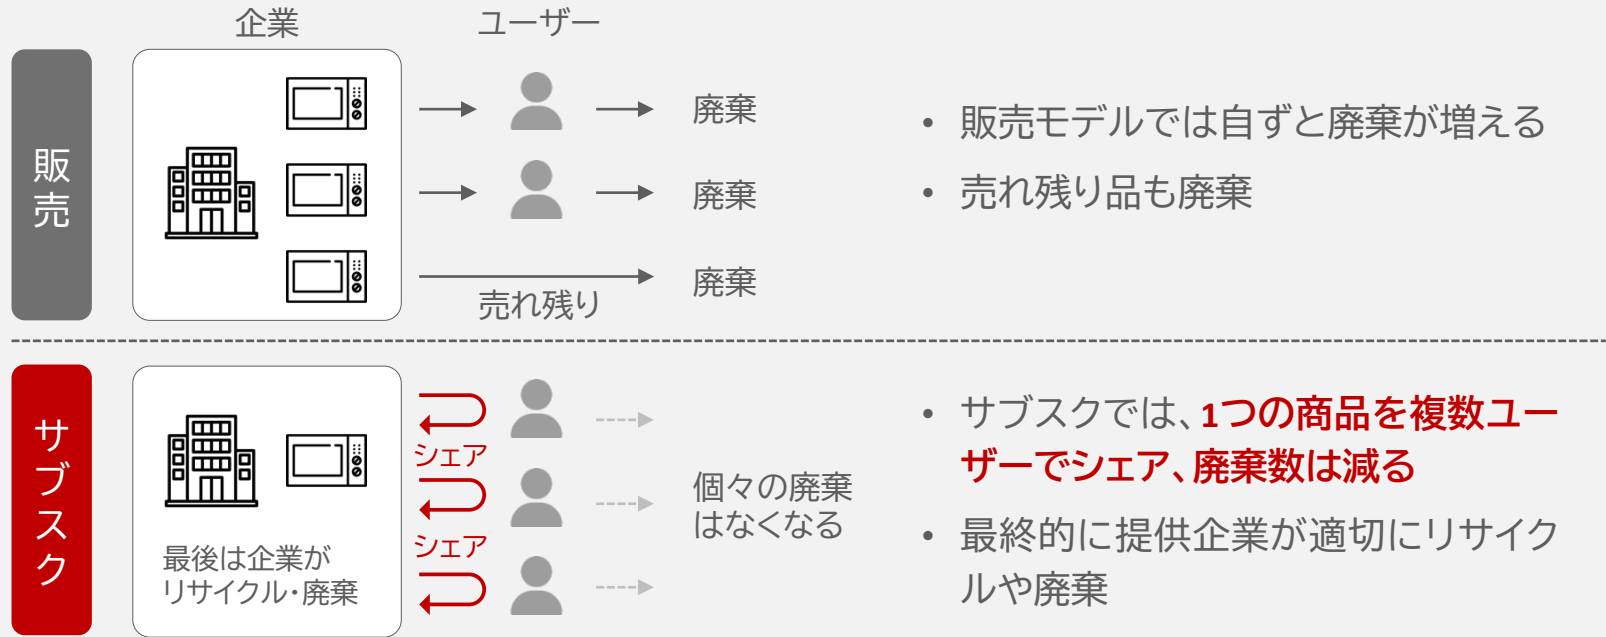 企業
ユーザー
販売
廃棄
廃棄
売れ残り
廃棄
• 販売モデルでは自ずと廃棄が増える
• 売れ残り品も廃棄
サブスク
最後は企業が
リサイクル・廃棄
シェア
シェア
個々の廃棄
はなくなる
• サブスクでは、1つの商品を複数ユー
ザーでシェア、廃棄数は減る
• 最終的に提供企業が適切にリサイク
ルや廃棄